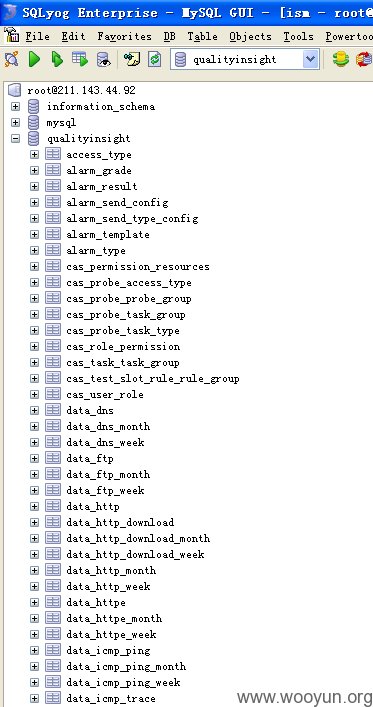 SQLyog Enterprise - MySQL GUI - [ism - root@
File Edit Favorites DB Table Objects Tools Powertoo
qualityinsight
root@211.143.44.92
information_schema
mysql
qualityinsight
access_type
alarm_grade
alarm_result
alarm_send_config
alarm_send_type_config
alarm_template
alarm_type
cas_permission_resources
cas_probe_access_type
cas_probe_probe_group
cas_probe_task_group
cas_probe_task_type
cas_role_permission
cas_task_task_group
cas_test_slot_rule_rule_group
cas_user_role
data_dns
data_dns_month
data_dns_week
data_ftp
data_ftp_month
data_ftp_week
data_http
data_http_download
data_http_download_month
data_http_download_week
data_http_month
data_http_week
data_httpe
data_httpe_month
data_httpe_week
data_icmp_ping
data_icmp_ping_month
data_icmp_ping_week
data_icmp_trace
www.wooyun.org